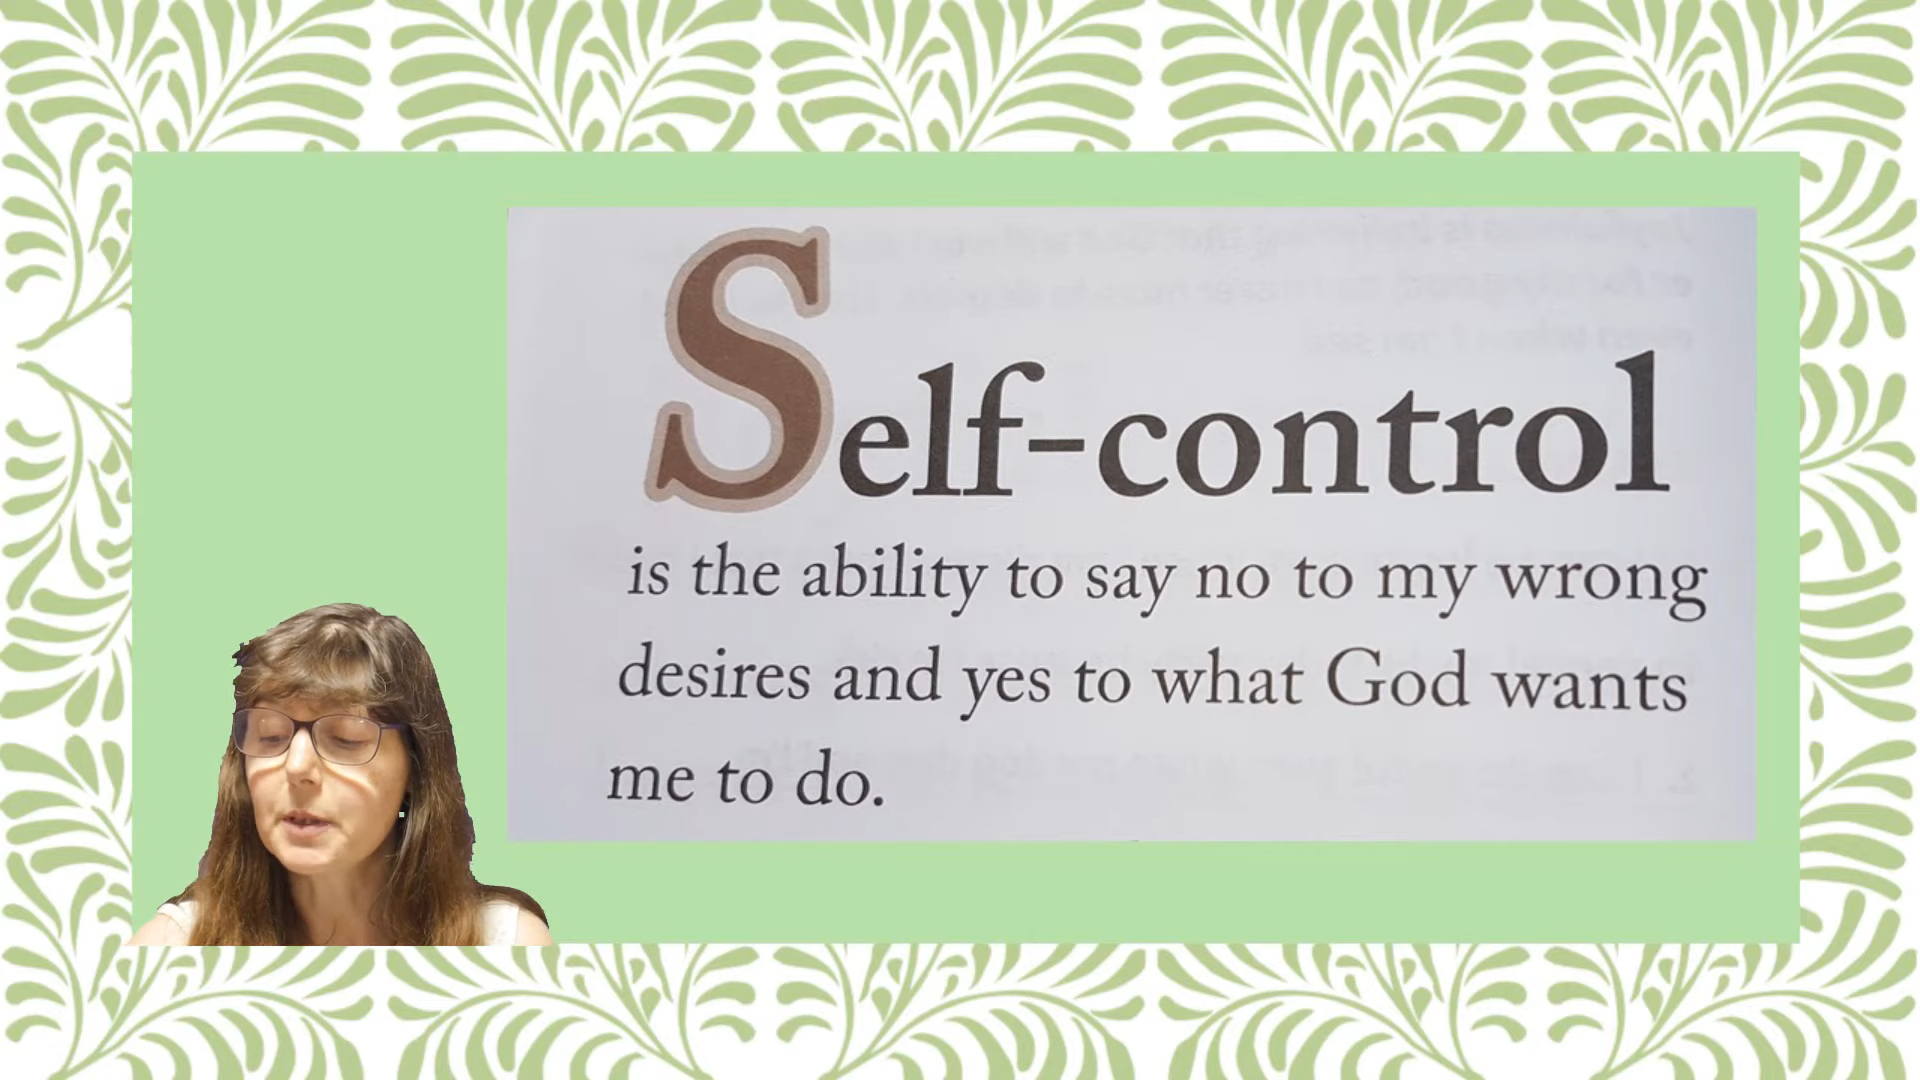 Self-control
is the ability to say no to my wrong
desires and yes to what God wants
me to do.